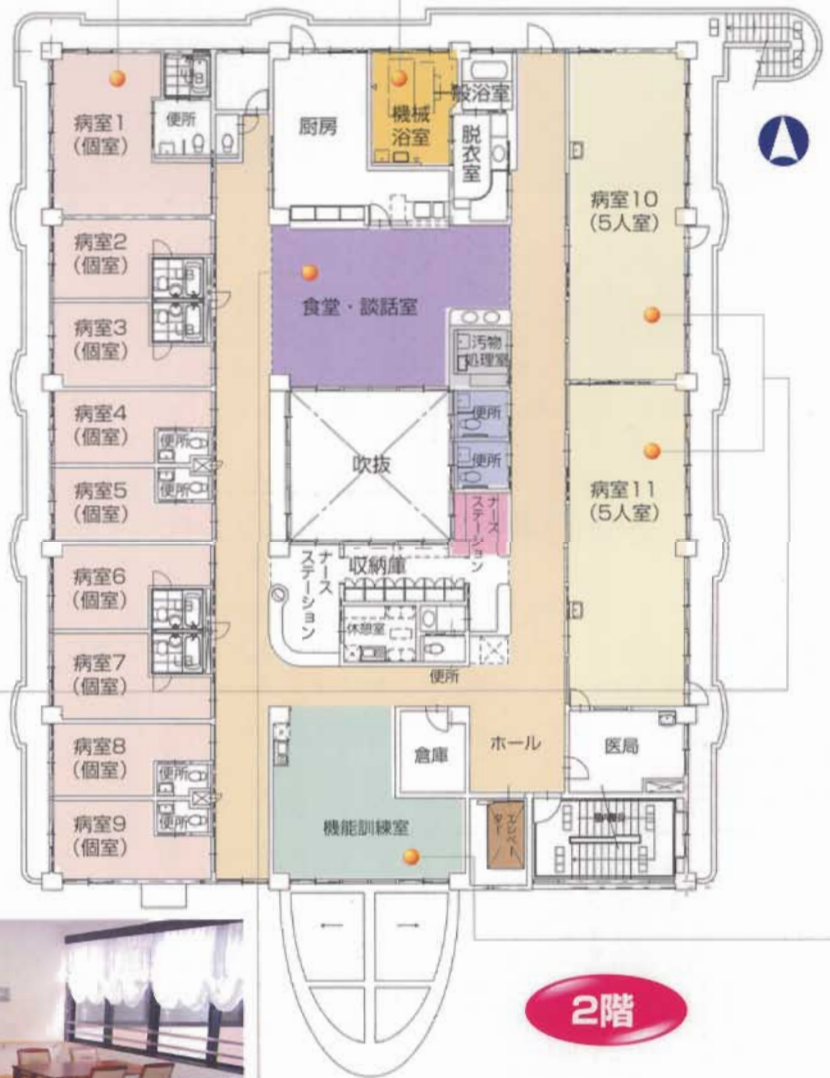 病室1
(個室)
便所
厨房
機械
浴室
一般浴室
脱衣室
病室10
(5人室)
病室2
(個室)
食堂・談話室
病室3
(個室)
汚物
処理室
病室4
(個室)
便所
便所
便所
病室5
(個室)
便所
吹抜
病室11
(5人室)
ナース
ステーション
病室6
(個室)
ナース
ステーション
収納庫
休憩室
病室7
(個室)
便所
病室8
(個室)
便所
倉庫
ホール
医局
病室9
(個室)
便所
機能訓練室
エレベーター
2階